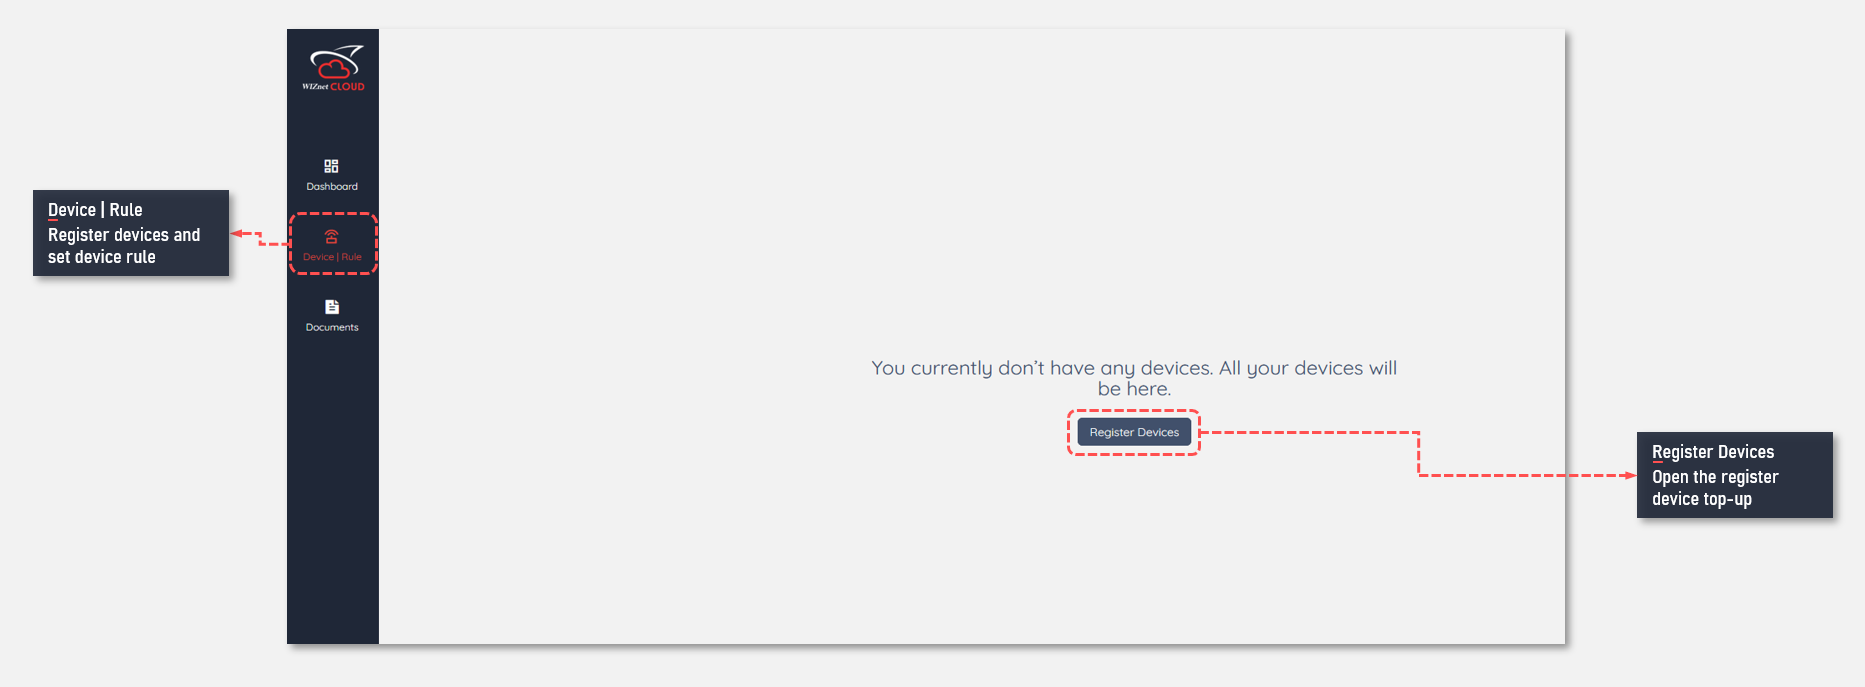 WIZnet CLOUD
Dashboard
Device | Rule
Register devices and
set device rule
Device | Rule
Documents
You currently don't have any devices. All your devices will
be here.
Register Devices
Register Devices
Open the register
device top-up